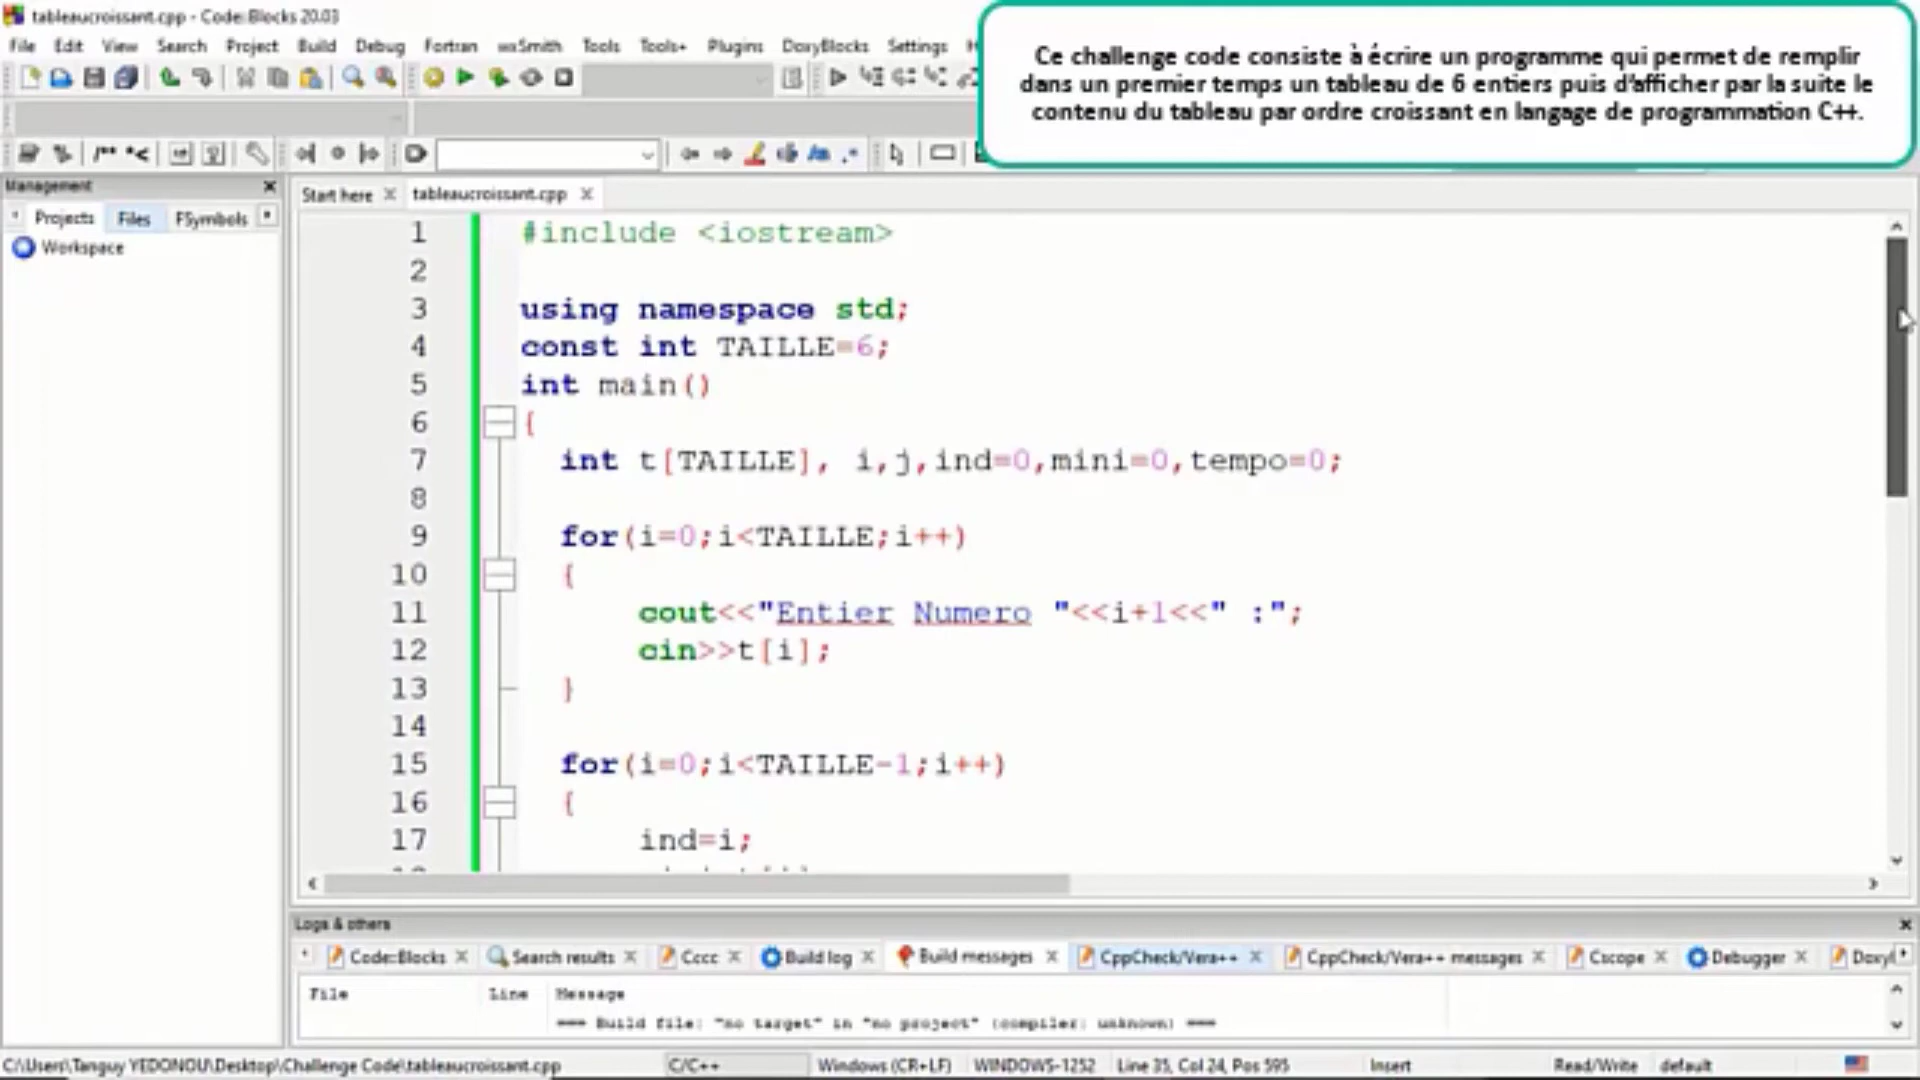 tableaucroissant.cpp - Code::Blocks 20.03
File Edit View Search Project Build Debug Fortran wxSmith Tools Tools+ Plugins DoxyBlocks Settings
Ce challenge code consiste à écrire un programme qui permet de remplir
dans un premier temps un tableau de 6 entiers puis d'afficher par la suite le
contenu du tableau par ordre croissant en langage de programmation C++.
Management
Projects Files FSymbols
Workspace
Start here tableaucroissant.cpp
1 #include <iostream>
2
3 using namespace std;
4 const int TAILLE=6;
5 int main()
6 {
7 int t[TAILLE], i,j,ind=0,mini=0,tempo=0;
8
9 for(i=0;i<TAILLE;i++)
10 {
11 cout<<"Entier Numero "<<i+1<<" :";
12 cin>>t[i];
13 }
14
15 for(i=0;i<TAILLE-1;i++)
16 {
17 ind=i;
Logs & others
Code::Blocks Search results Cccc Build log Build messages CppCheck/Vera++ CppCheck/Vera++ messages Cscope Debugger
File Line Message
=== Build file: "no target" in "no project" (compiler: unknown) ===
C:\Users\Tanguy YEDONOU\Desktop\Challenge Code\tableaucroissant.cpp C/C++ Windows (CR+LF) WINDOWS-1252 Line 35, Col 24, Pos 595 Insert Read/Write default